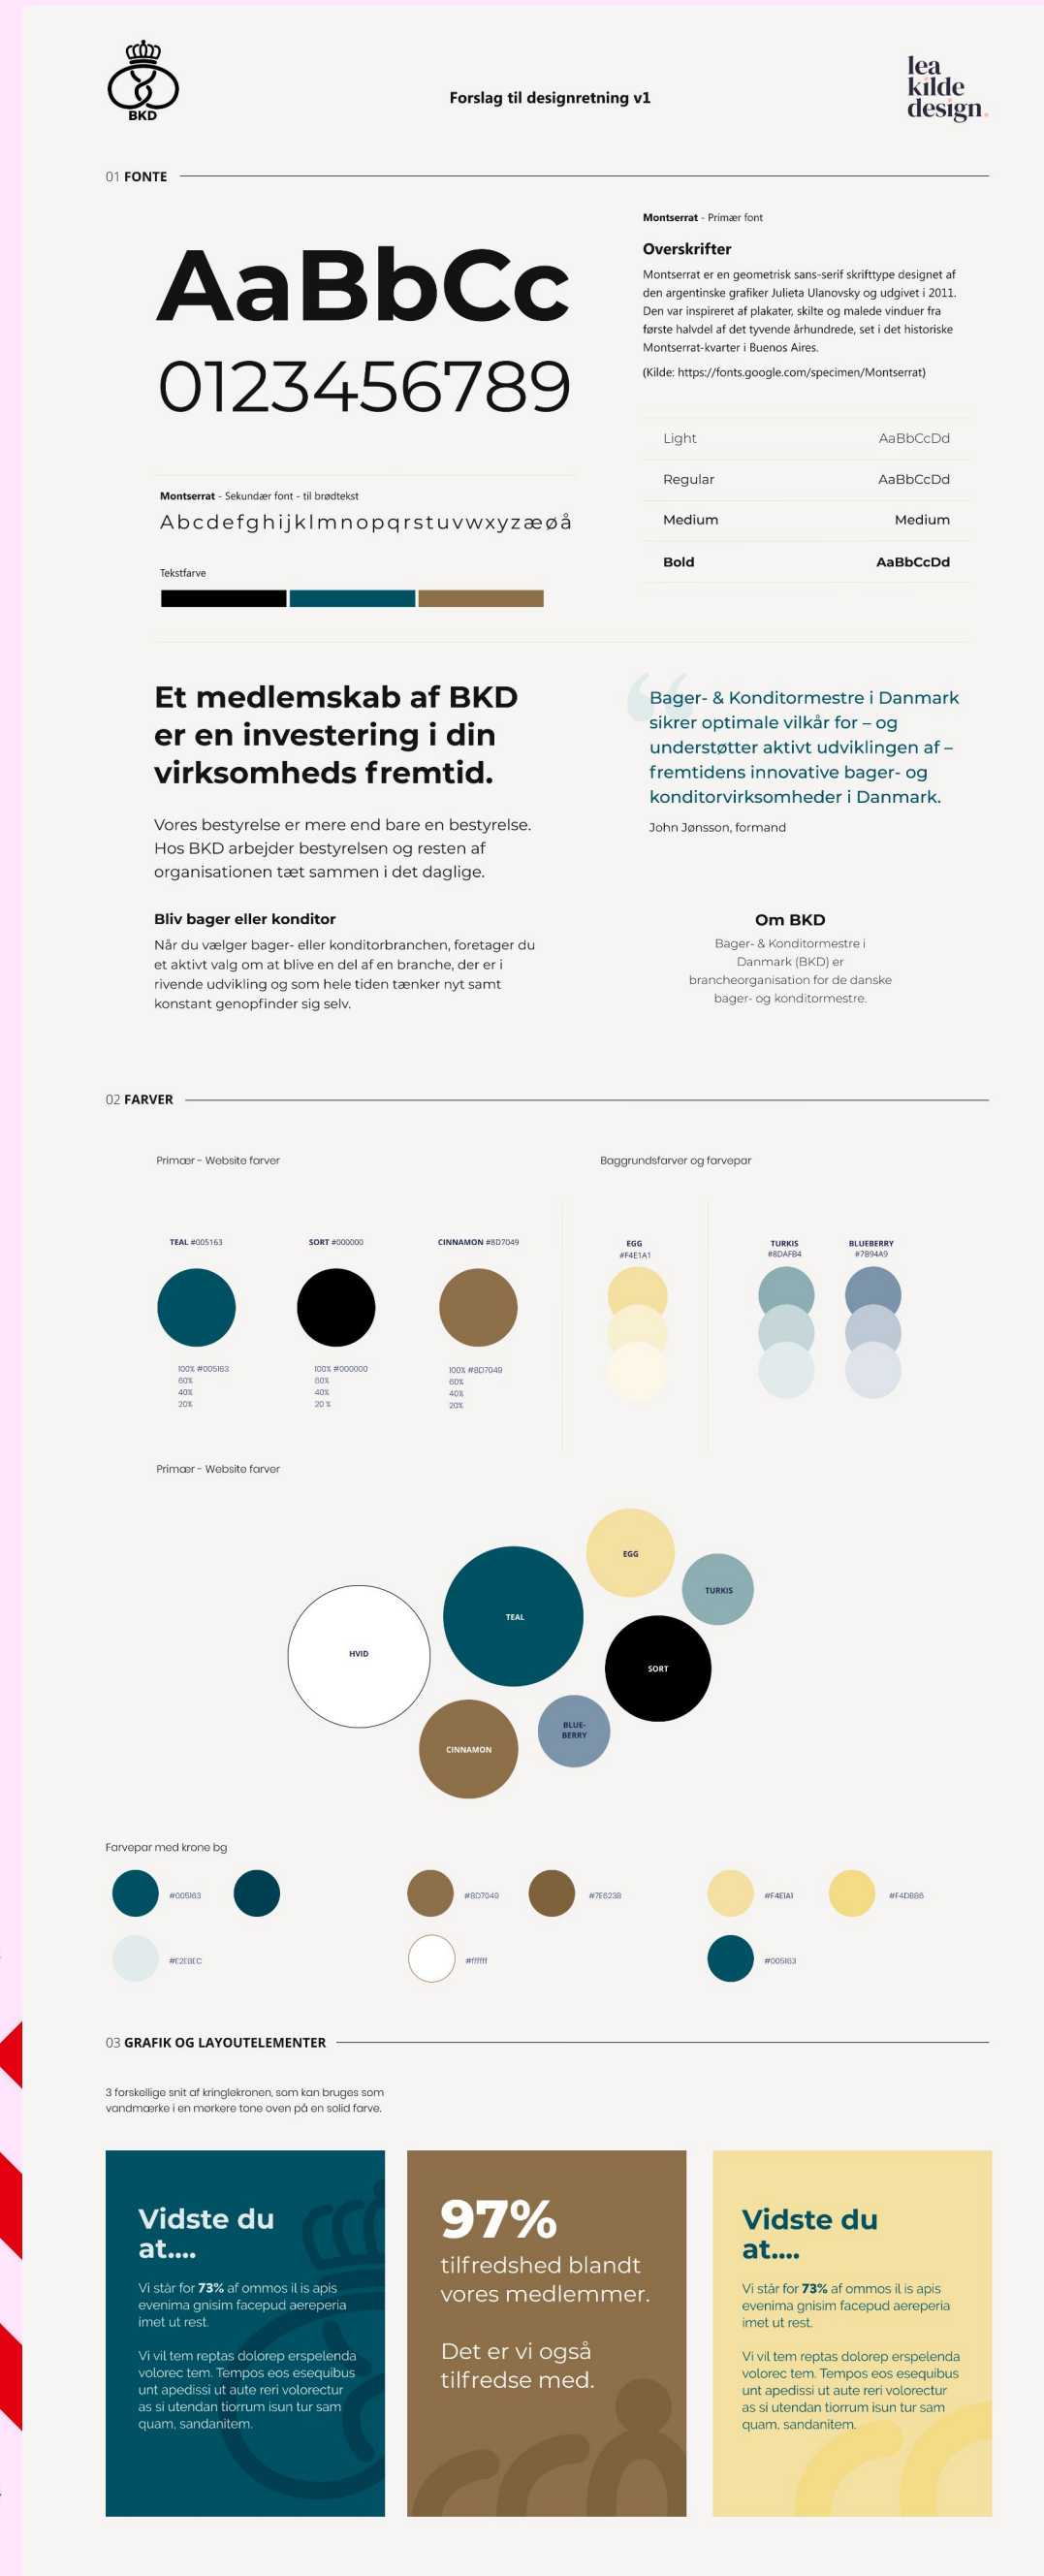 BKD
Forslag til designretning v1
lea
kilde
design.
01 FONTE
AaBbCc
0123456789
Montserrat - Primær font
Overskrifter
Montserrat er en geometrisk sans-serif skrifttype designet af
den argentinske grafiker Julieta Ulanovsky og udgivet i 2011.
Den var inspireret af plakater, skilte og malede vinduer fra
første halvdel af det tyvende århundrede, set i det historiske
Montserrat-kvarter i Buenos Aires.
(Kilde: https://fonts.google.com/specimen/Montserrat)
Light AaBbCcDd
Regular AaBbCcDd
Medium Medium
Bold AaBbCcDd
Montserrat - Sekundær font - til brødtekst
Abcdefghijklmnopqrstuvwxyzæøå
Tekstfarve
Et medlemskab af BKD
er en investering i din
virksomheds fremtid.
Vores bestyrelse er mere end bare en bestyrelse.
Hos BKD arbejder bestyrelsen og resten af
organisationen tæt sammen i det daglige.
Bliv bager eller konditor
Når du vælger bager- eller konditorbranchen, foretager du
et aktivt valg om at blive en del af en branche, der er i
rivende udvikling og som hele tiden tænker nyt samt
konstant genopfinder sig selv.
“
Bager- & Konditormestre i Danmark
sikrer optimale vilkår for – og
understøtter aktivt udviklingen af –
fremtidens innovative bager- og
konditorvirksomheder i Danmark.
John Jønsson, formand
Om BKD
Bager- & Konditormestre i
Danmark (BKD) er
brancheorganisation for de danske
bager- og konditormestre.
02 FARVER
Primær - Website farver
Baggrundsfarver og farvepar
TEAL #005163
SORT #000000
CINNAMON #8D7049
EGG
#F4E1A1
TURKIS
#8DAFB4
BLUEBERRY
#7B94A9
100% #005163
60%
40%
20%
100% #000000
60%
40%
20 %
100% #8D7049
60%
40%
20%
Primær - Website farver
EGG
TURKIS
TEAL
HVID
SORT
BLUE-
BERRY
CINNAMON
Farvepar med krone bg
#005163
#8D7049
#7E623B
#F4E1A1
#F4DB86
#E2EBEC
#ffffff
#005163
03 GRAFIK OG LAYOUTELEMENTER
3 forskellige snit af kringlekronen, som kan bruges som
vandmærke i en mørkere tone oven på en solid farve.
Vidste du
at....
Vi står for 73% af ommos il is apis
evenima gnisim facepud aereperia
imet ut rest.
Vi vil tem reptas dolorep erspelenda
volorec tem. Tempos eos esequibus
unt apedissi ut aute reri volorectur
as si utendan tiorrum isun tur sam
quam, sandanitem.
97%
tilfredshed blandt
vores medlemmer.
Det er vi også
tilfredse med.
Vidste du
at....
Vi står for 73% af ommos il is apis
evenima gnisim facepud aereperia
imet ut rest.
Vi vil tem reptas dolorep erspelenda
volorec tem. Tempos eos esequibus
unt apedissi ut aute reri volorectur
as si utendan tiorrum isun tur sam
quam, sandanitem.